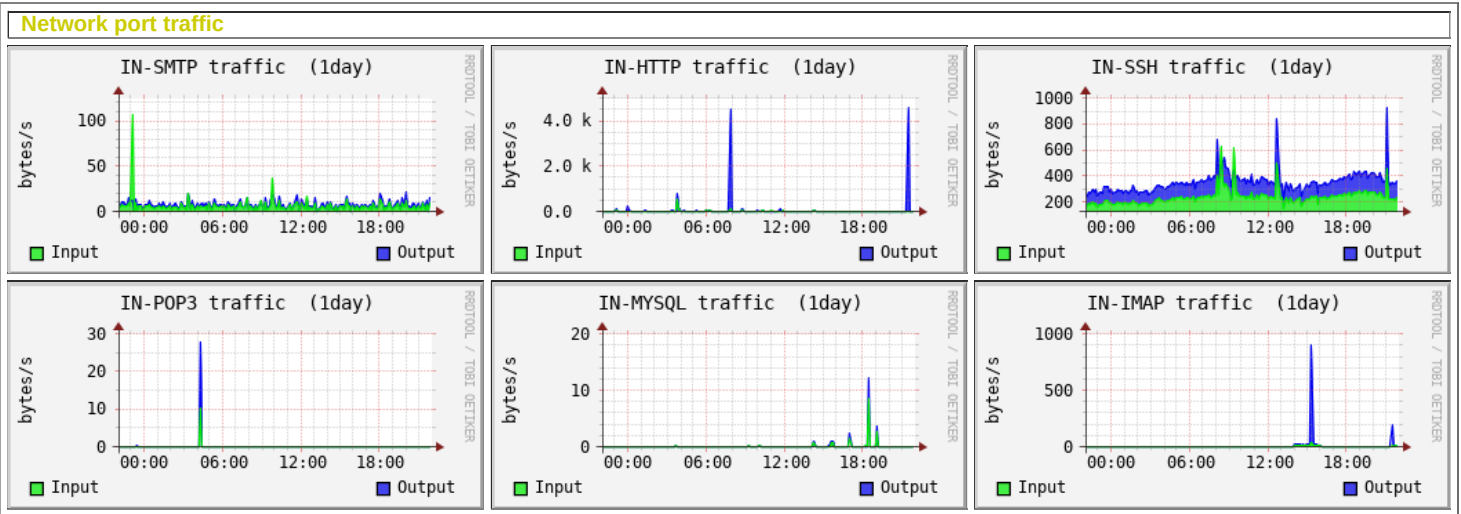 Network port traffic
IN-SMTP traffic (1day)
RRDTOOL / TOBI OETIKER
bytes/s
100
50
0
00:00 06:00 12:00 18:00
Input Output
IN-HTTP traffic (1day)
RRDTOOL / TOBI OETIKER
bytes/s
4.0 k
2.0 k
0.0
00:00 06:00 12:00 18:00
Input Output
IN-SSH traffic (1day)
RRDTOOL / TOBI OETIKER
bytes/s
1000
800
600
400
200
00:00 06:00 12:00 18:00
Input Output
IN-POP3 traffic (1day)
RRDTOOL / TOBI OETIKER
bytes/s
30
20
10
0
00:00 06:00 12:00 18:00
Input Output
IN-MYSQL traffic (1day)
RRDTOOL / TOBI OETIKER
bytes/s
20
10
0
00:00 06:00 12:00 18:00
Input Output
IN-IMAP traffic (1day)
RRDTOOL / TOBI OETIKER
bytes/s
1000
500
0
00:00 06:00 12:00 18:00
Input Output